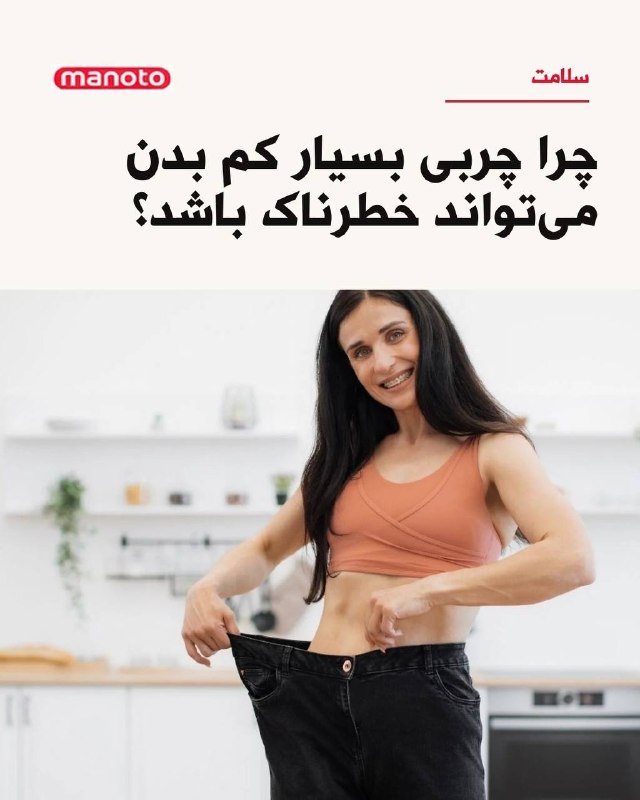 manoto
سلامت
چرا چربی بسیار کم بدن
می‌تواند خطرناک باشد؟